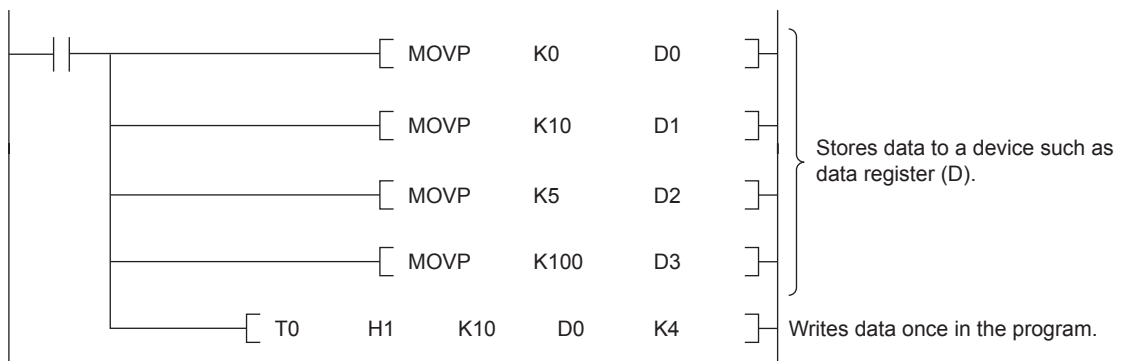 MOVP K0 D0
MOVP K10 D1
MOVP K5 D2
MOVP K100 D3
Stores data to a device such as
data register (D).
T0 H1 K10 D0 K4 Writes data once in the program.